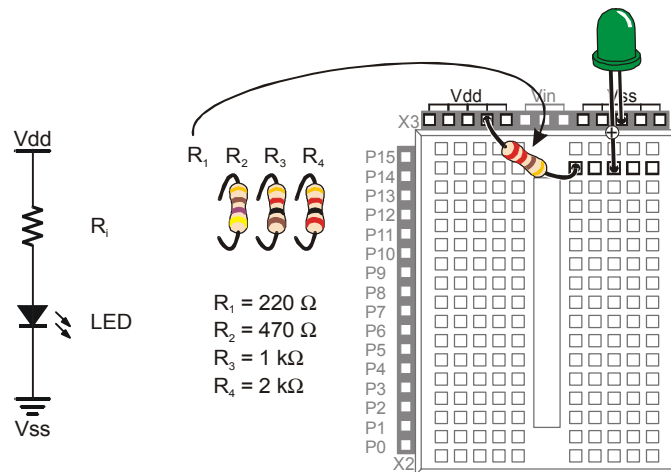 Vdd
R i
LED
Vss
R1 R2 R3 R4
R1 = 220 Ω
R2 = 470 Ω
R3 = 1 kΩ
R4 = 2 kΩ
Vdd Vin Vss
X3
+
P15
P14
P13
P12
P11
P10
P9
P8
P7
P6
P5
P4
P3
P2
P1
P0
X2